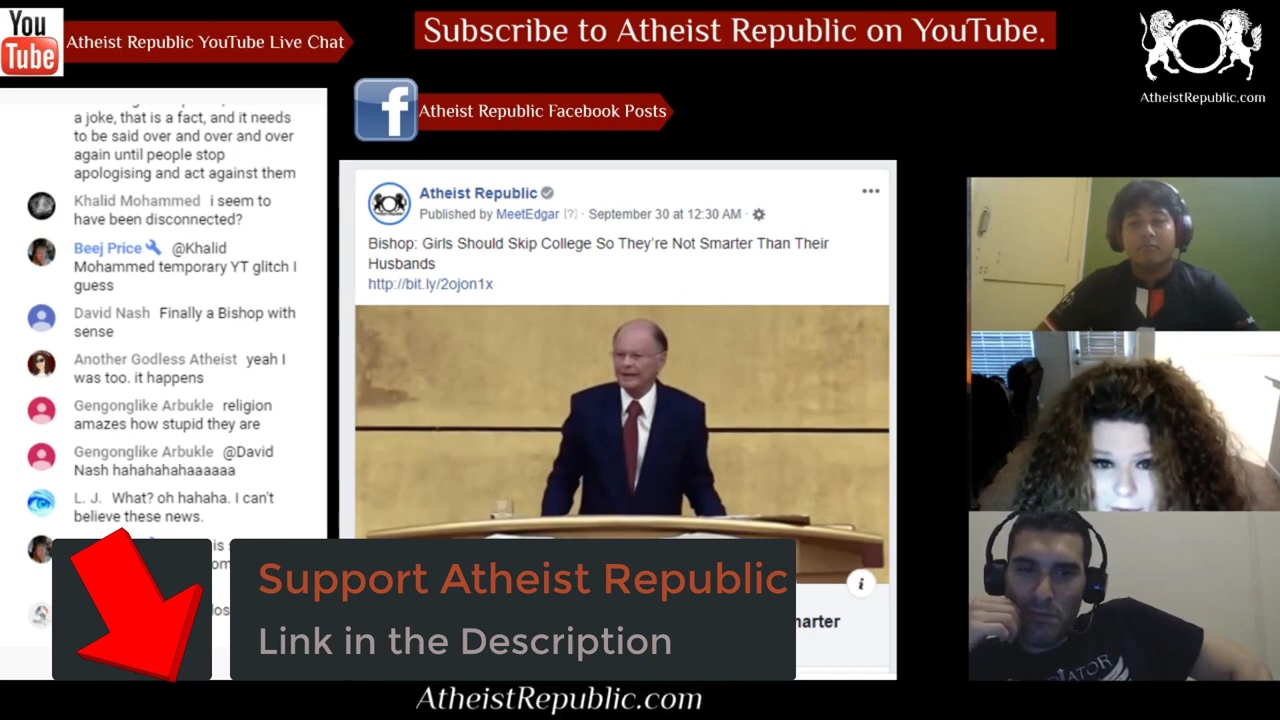 You
Tube
Atheist Republic YouTube Live Chat
Subscribe to Atheist Republic on YouTube.
AtheistRepublic.com
f
Atheist Republic Facebook Posts
a joke, that is a fact, and it needs
to be said over and over and over
again until people stop
apologising and act against them
Khalid Mohammed i seem to
have been disconnected?
Beej Price @Khalid
Mohammed temporary YT glitch I
guess
David Nash Finally a Bishop with
sense
Another Godless Atheist yeah I
was too. it happens
Gengonglike Arbukle religion
amazes how stupid they are
Gengonglike Arbukle @David
Nash hahahahahaaaaaa
L. J. What? oh hahaha. I can't
believe these news.
Atheist Republic
Published by MeetEdgar [?] · September 30 at 12:30 AM ·
Bishop: Girls Should Skip College So They're Not Smarter Than Their
Husbands
http://bit.ly/2ojon1x
i
Support Atheist Republic
Link in the Description
AtheistRepublic.com